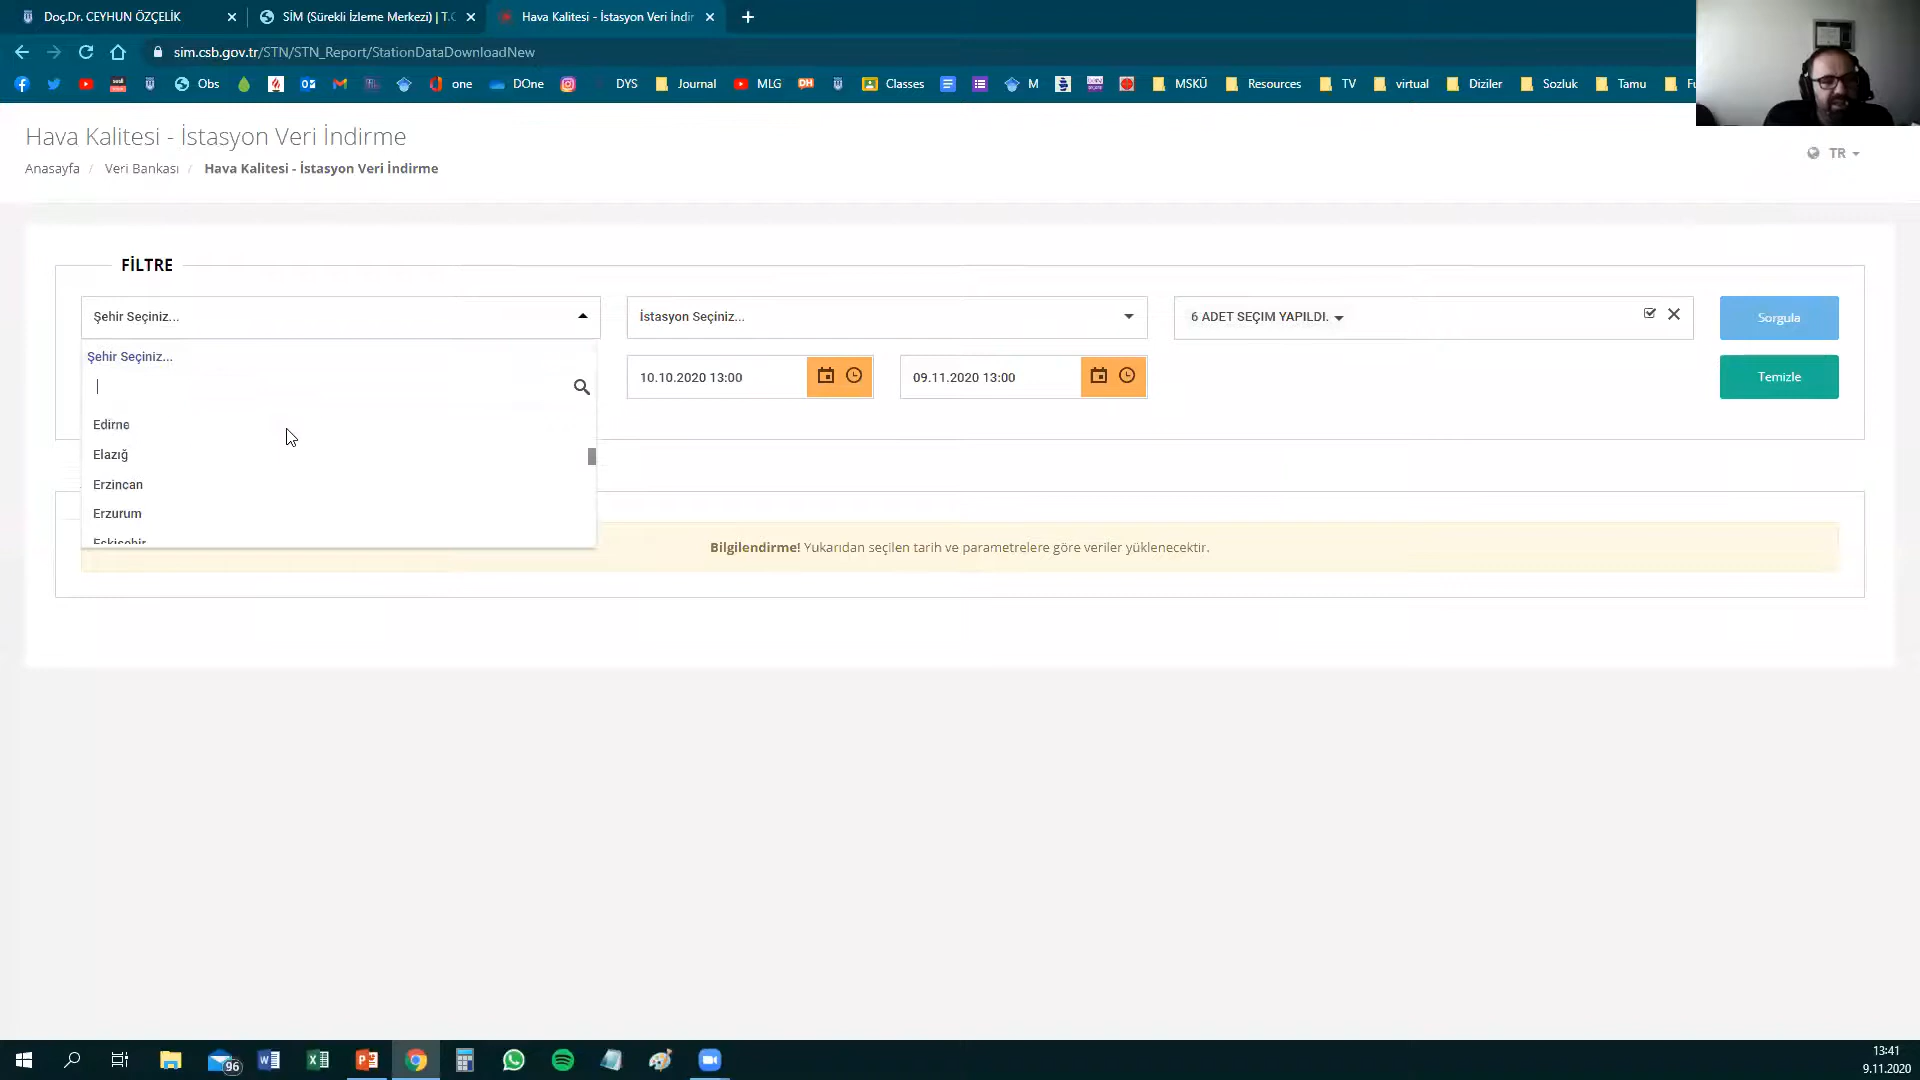 Doç.Dr. CEYHUN ÖZÇELİK
SİM (Sürekli İzleme Merkezi) | T.C
Hava Kalitesi - İstasyon Veri İndir
sim.csb.gov.tr/STN/STN_Report/StationDataDownloadNew
Obs
one
DOne
DYS
Journal
MLG
Classes
M
MSKÜ
Resources
TV
virtual
Diziler
Sozluk
Tamu
Hava Kalitesi - İstasyon Veri İndirme
Anasayfa / Veri Bankası / Hava Kalitesi - İstasyon Veri İndirme
TR
FİLTRE
Şehir Seçiniz...
İstasyon Seçiniz...
6 ADET SEÇIM YAPILDI.
Sorgula
Şehir Seçiniz...
10.10.2020 13:00
09.11.2020 13:00
Temizle
Edirne
Elazığ
Erzincan
Erzurum
Eskişehir
Bilgilendirme! Yukarıdan seçilen tarih ve parametrelere göre veriler yüklenecektir.
96
13:41
9.11.2020